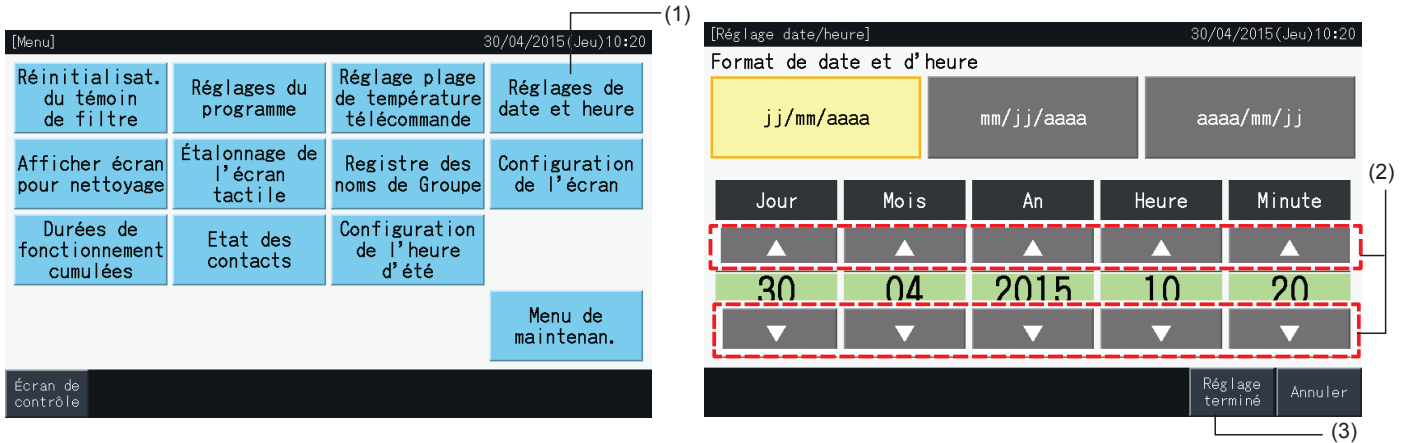 (1)
[Menu] 30/04/2015(Jeu)10:20
Réinitialisat.
du témoin
de filtre
Réglages du
programme
Réglage plage
de température
télécommande
Réglages de
date et heure
Afficher écran
pour nettoyage
Étalonnage de
l'écran
tactile
Registre des
noms de Groupe
Configuration
de l'écran
Durées de
fonctionnement
cumulées
Etat des
contacts
Configuration
de l'heure
d'été
Menu de
maintenan.
Écran de
contrôle
[Réglage date/heure] 30/04/2015(Jeu)10:20
Format de date et d'heure
jj/mm/aaaa mm/jj/aaaa aaaa/mm/jj
(2)
Jour Mois An Heure Minute
30 04 2015 10 20
Réglage
terminé
Annuler
(3)